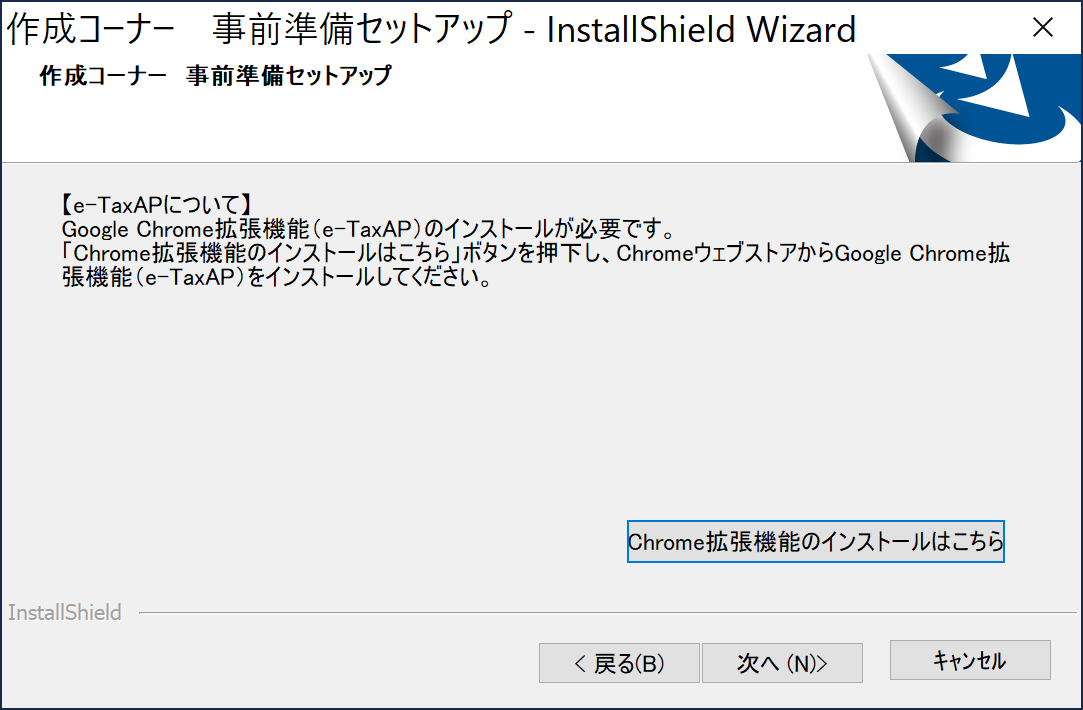 作成コーナー　事前準備セットアップ - InstallShield Wizard
作成コーナー　事前準備セットアップ
【e-TaxAPについて】
Google Chrome拡張機能（e-TaxAP）のインストールが必要です。
「Chrome拡張機能のインストールはこちら」ボタンを押下し、ChromeウェブストアからGoogle Chrome拡
張機能（e-TaxAP）をインストールしてください。
Chrome拡張機能のインストールはこちら
InstallShield
< 戻る(B)
次へ (N)>
キャンセル